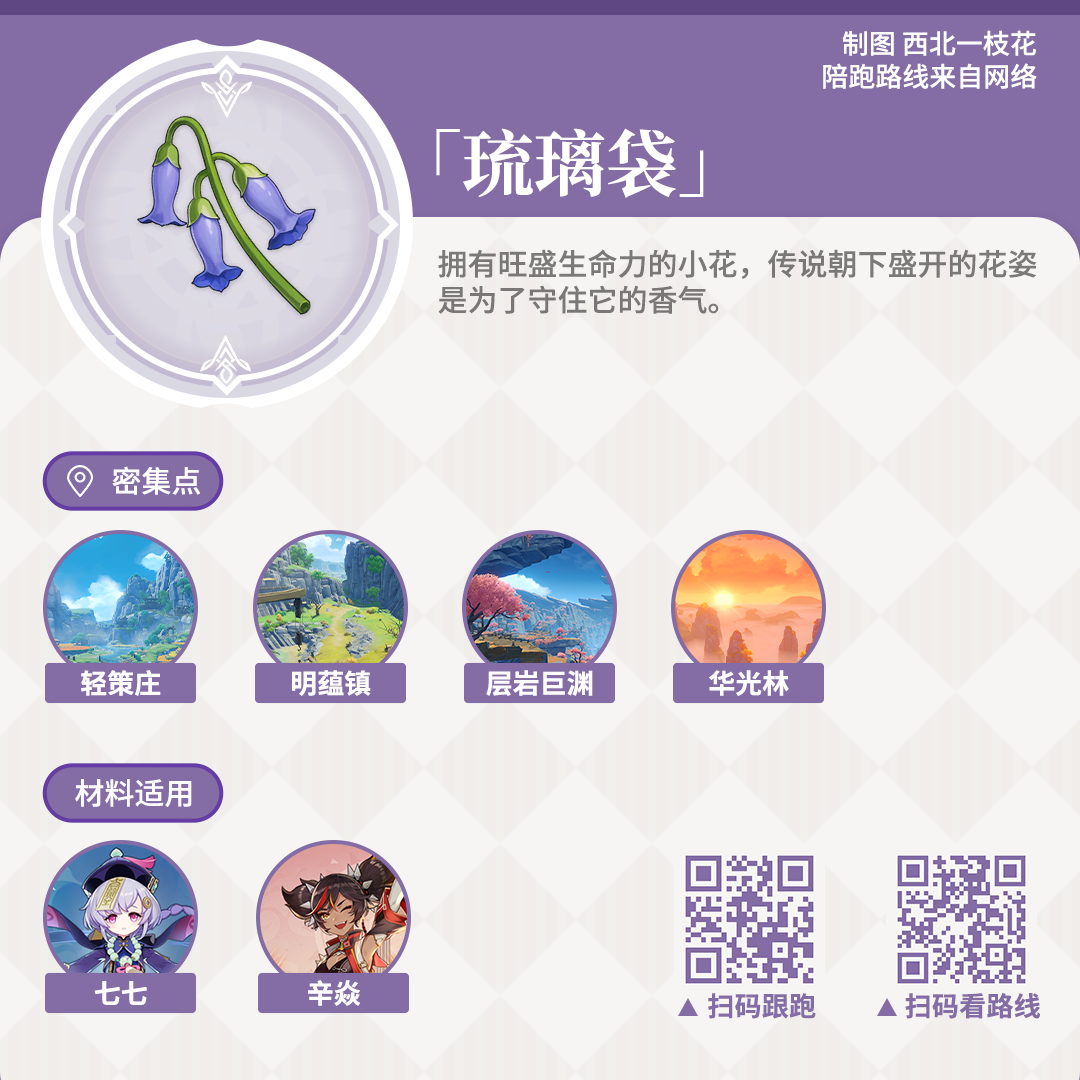 制图 西北一枝花
陪跑路线来自网络
「琉璃袋」
拥有旺盛生命力的小花，传说朝下盛开的花姿
是为了守住它的香气。
密集点
轻策庄
明蕴镇
层岩巨渊
华光林
材料适用
七七
辛焱
▲ 扫码跟跑
▲ 扫码看路线